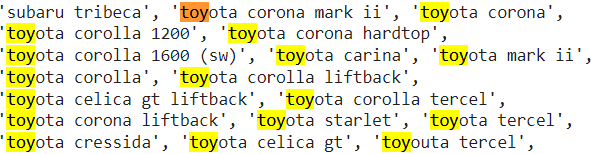 'subaru tribeca', 'toyota corona mark ii', 'toyota corona',
'toyota corolla 1200', 'toyota corona hardtop',
'toyota corolla 1600 (sw)', 'toyota carina', 'toyota mark ii',
'toyota corolla', 'toyota corolla liftback',
'toyota celica gt liftback', 'toyota corolla tercel',
'toyota corona liftback', 'toyota starlet', 'toyota tercel',
'toyota cressida', 'toyota celica gt', 'toyouta tercel',